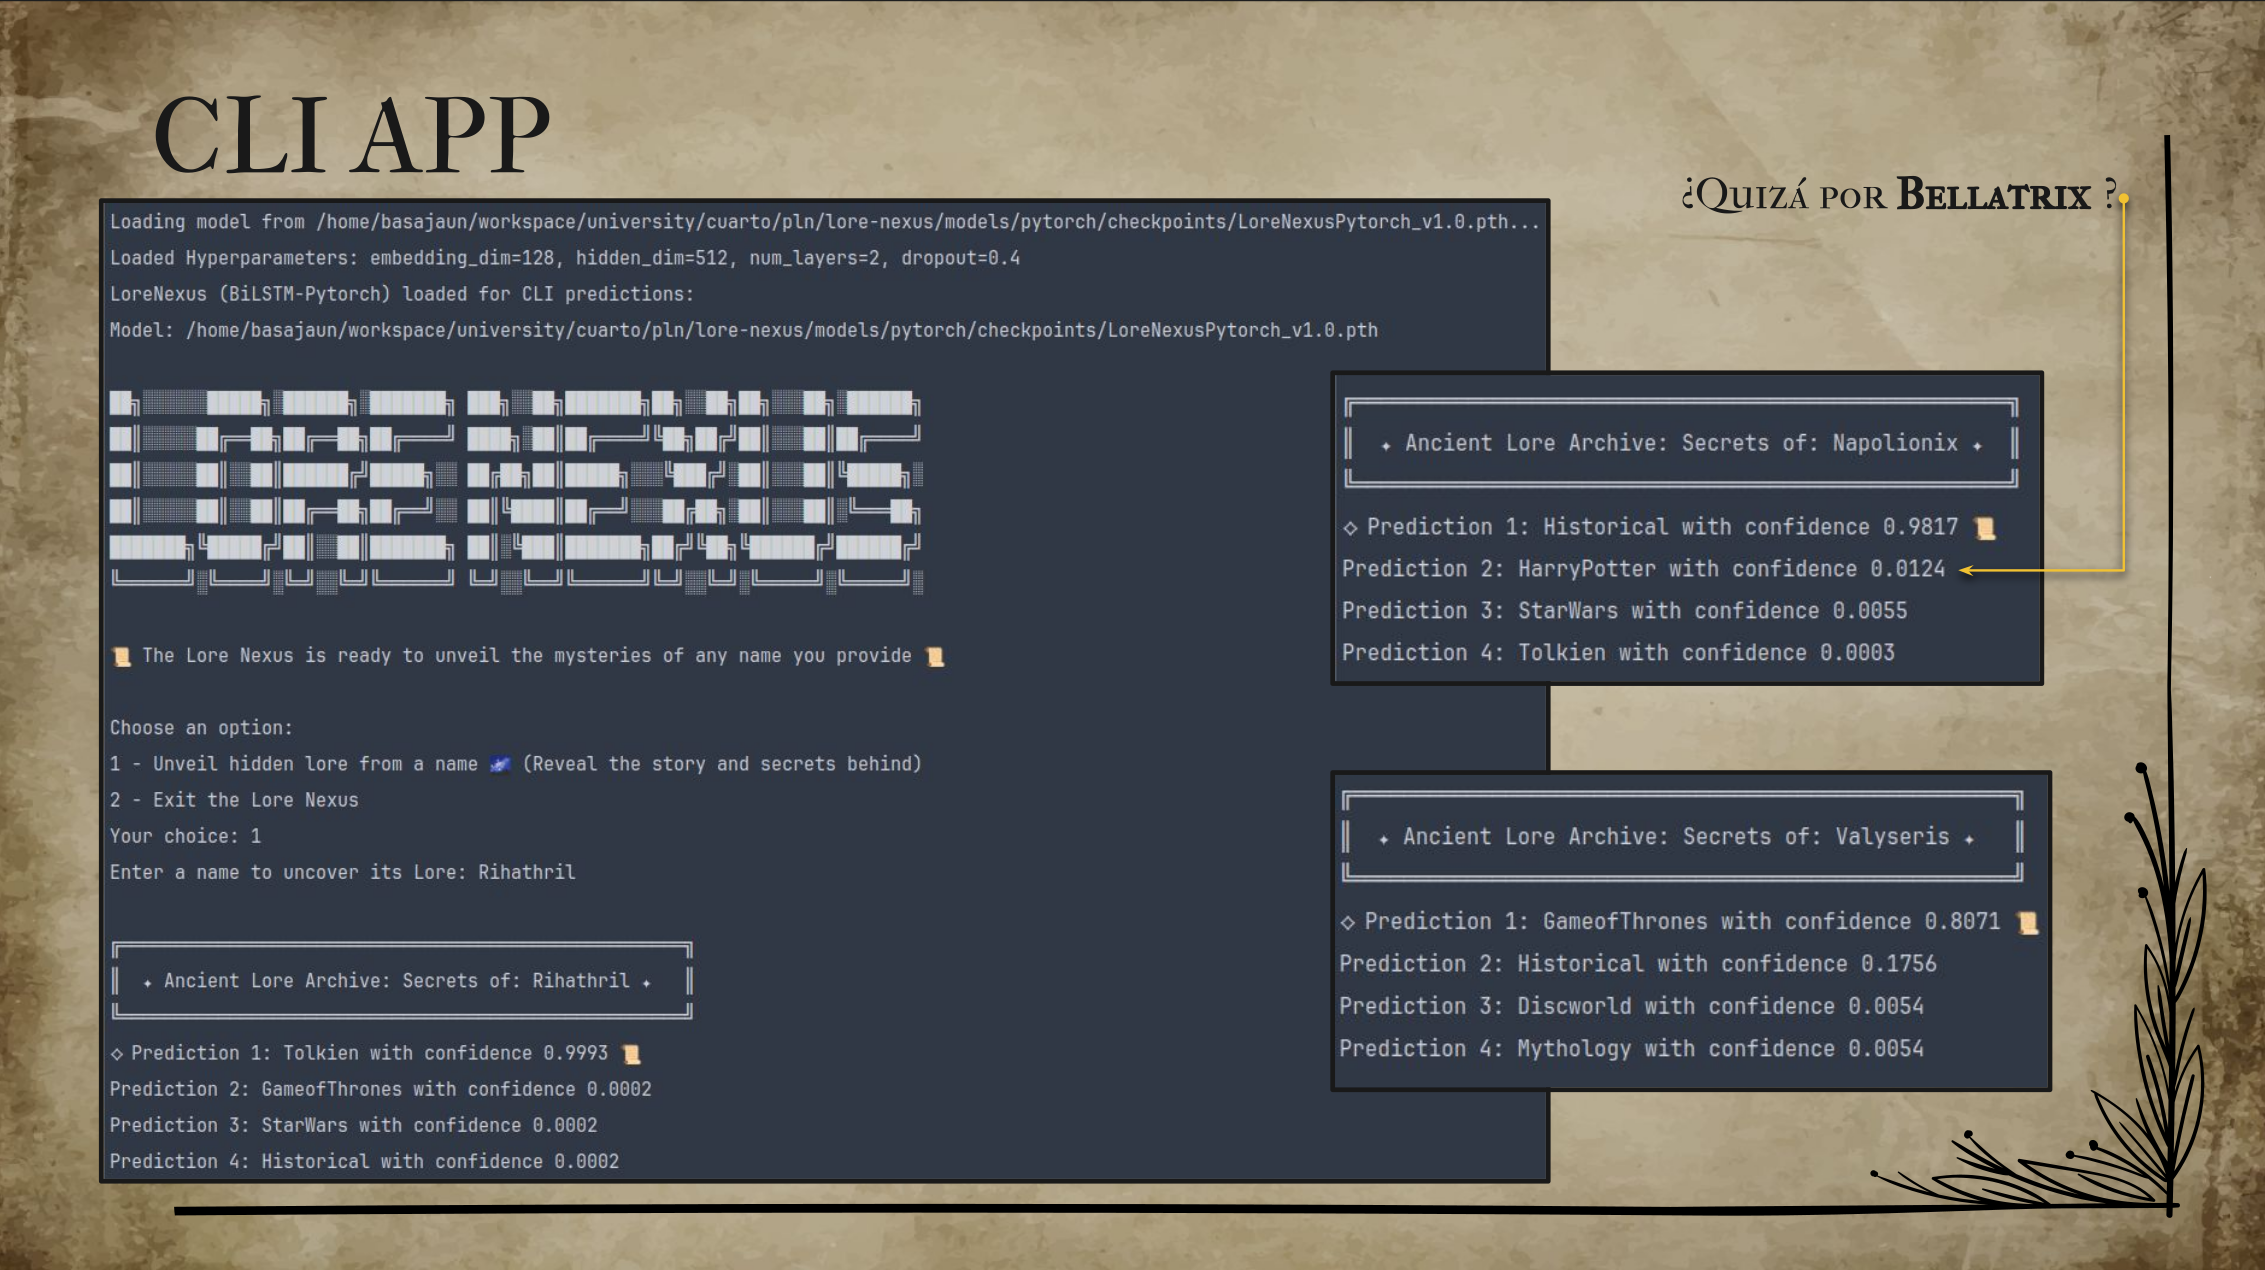 CLI APP
¿Quizá por Bellatrix ?
Loading model from /home/basajaun/workspace/university/cuarto/pln/lore-nexus/models/pytorch/checkpoints/LoreNexusPytorch_v1.0.pth...
Loaded Hyperparameters: embedding_dim=128, hidden_dim=512, num_layers=2, dropout=0.4
LoreNexus (BiLSTM-Pytorch) loaded for CLI predictions:
Model: /home/basajaun/workspace/university/cuarto/pln/lore-nexus/models/pytorch/checkpoints/LoreNexusPytorch_v1.0.pth
LORE NEXUS
📜 The Lore Nexus is ready to unveil the mysteries of any name you provide 📜
Choose an option:
1 - Unveil hidden lore from a name 🌌 (Reveal the story and secrets behind)
2 - Exit the Lore Nexus
Your choice: 1
Enter a name to uncover its Lore: Rihathril
✦ Ancient Lore Archive: Secrets of: Rihathril ✦
◇ Prediction 1: Tolkien with confidence 0.9993 📜
Prediction 2: GameofThrones with confidence 0.0002
Prediction 3: StarWars with confidence 0.0002
Prediction 4: Historical with confidence 0.0002
✦ Ancient Lore Archive: Secrets of: Napolionix ✦
◇ Prediction 1: Historical with confidence 0.9817 📜
Prediction 2: HarryPotter with confidence 0.0124
Prediction 3: StarWars with confidence 0.0055
Prediction 4: Tolkien with confidence 0.0003
✦ Ancient Lore Archive: Secrets of: Valyseris ✦
◇ Prediction 1: GameofThrones with confidence 0.8071 📜
Prediction 2: Historical with confidence 0.1756
Prediction 3: Discworld with confidence 0.0054
Prediction 4: Mythology with confidence 0.0054